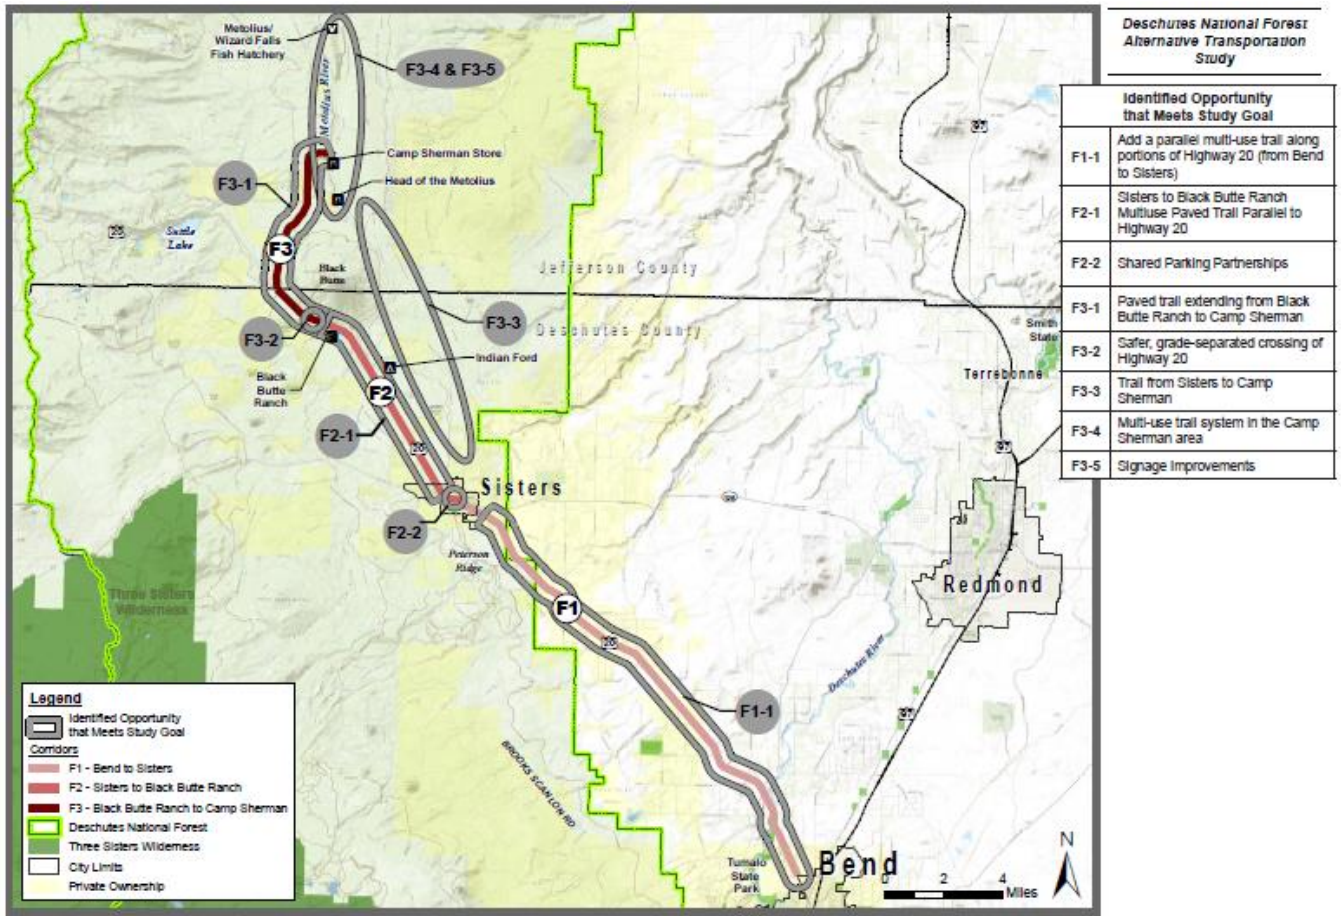 Deschutes National Forest
Alternative Transportation
Study
Identified Opportunity
that Meets Study Goal
F1-1 Add a parallel multi-use trail along
portions of Highway 20 (from Bend
to Sisters)
F2-1 Sisters to Black Butte Ranch
Multiuse Paved Trail Parallel to
Highway 20
F2-2 Shared Parking Partnerships
F3-1 Paved trail extending from Black
Butte Ranch to Camp Sherman
F3-2 Safer, grade-separated crossing of
Highway 20
F3-3 Trail from Sisters to Camp
Sherman
F3-4 Multi-use trail system in the Camp
Sherman area
F3-5 Signage Improvements
Metolius/
Wizard Falls
Fish Hatchery
F3-4 & F3-5
Metolius River
Camp Sherman Store
Head of the Metolius
F3-1
20
Suttle
Lake
F3
Black
Butte
Jefferson County
Deschutes County
F3-3
F3-2
Indian Ford
Black
Butte
Ranch
F2
F2-1
20
Sisters
F2-2
Peterson
Ridge
97
Smith
State
Terrebonne
97
Redmond
Three Sisters
Wilderness
F1
20
Deschutes River
F1-1
97
BROOKS SCANLON RD
Tumalo
State
Park
Bend
N
0 2 4
Miles
Legend
Identified Opportunity
that Meets Study Goal
Corridors
F1 - Bend to Sisters
F2 - Sisters to Black Butte Ranch
F3 - Black Butte Ranch to Camp Sherman
Deschutes National Forest
Three Sisters Wilderness
City Limits
Private Ownership